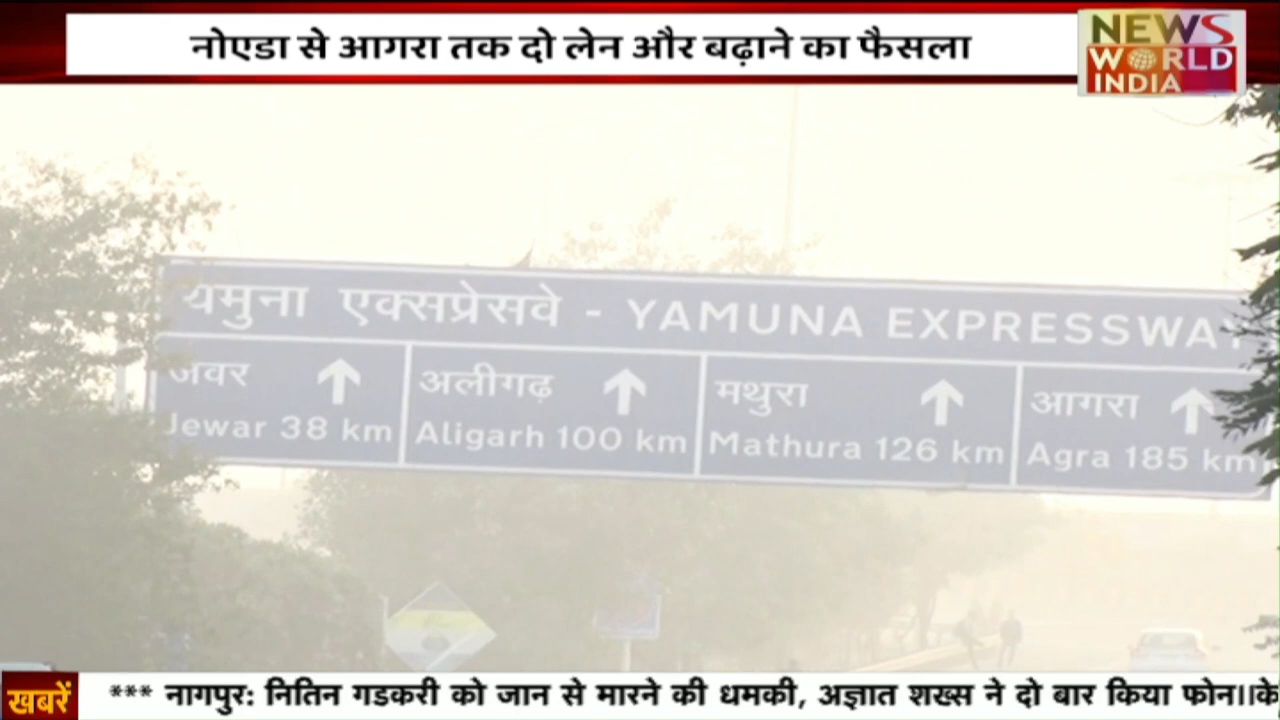 नोएडा से आगरा तक दो लेन और बढ़ाने का फैसला
NEWS
WORLD
INDIA
यमुना एक्सप्रेसवे - YAMUNA EXPRESSWAY
जेवर
Jewar 38 km
अलीगढ़
Aligarh 100 km
मथुरा
Mathura 126 km
आगरा
Agra 185 km
खबरें
*** नागपुर: नितिन गडकरी को जान से मारने की धमकी, अज्ञात शख्स ने दो बार किया फोन।।के